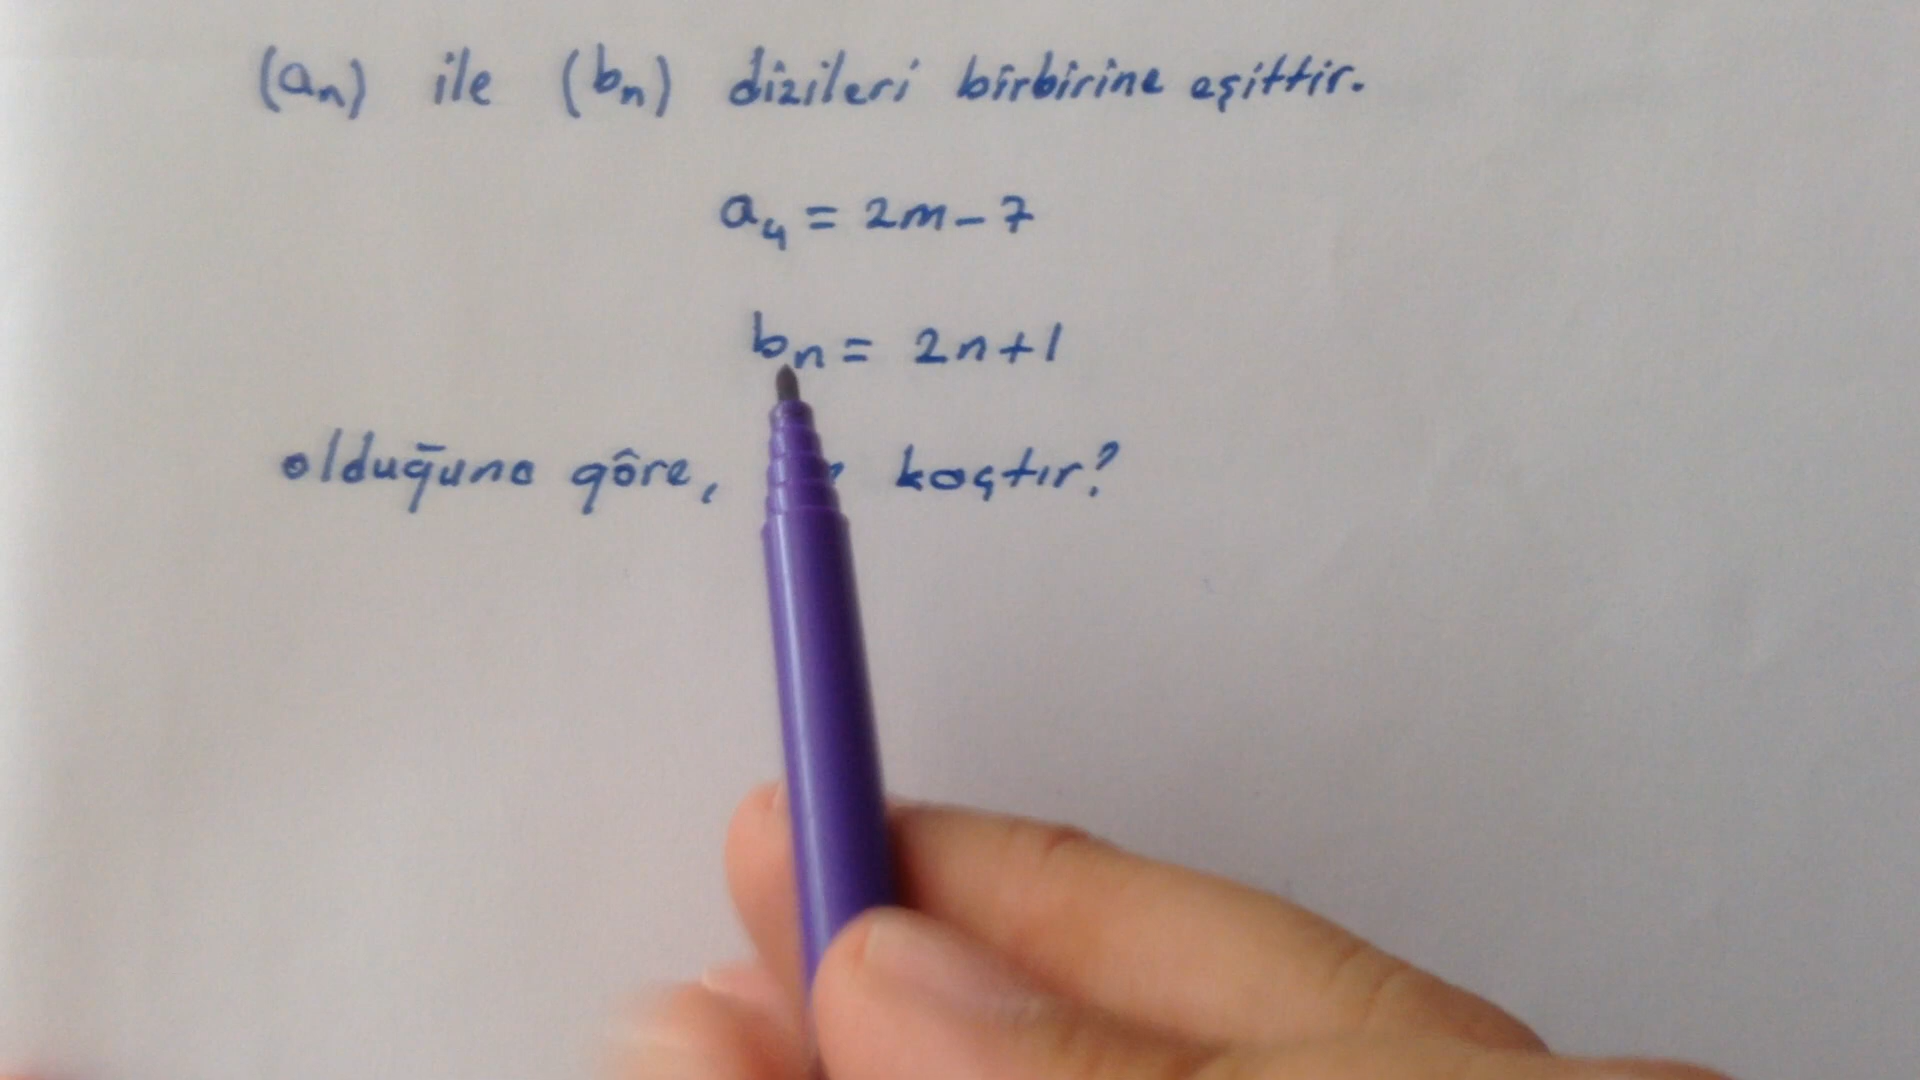 (aₙ) ile (bₙ) dizileri birbirine eşittir.
a₄ = 2m - 7
bₙ = 2n + 1
olduğuna göre, kaçtır?